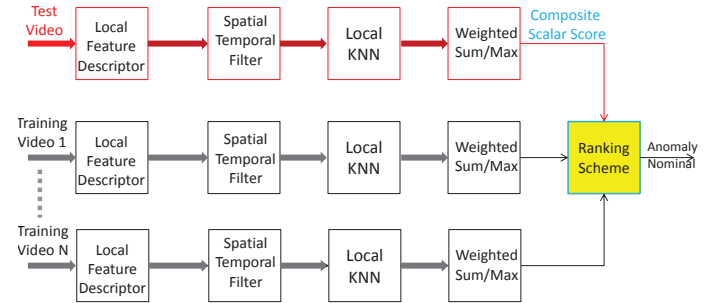 Test
Video
Local
Feature
Descriptor
Spatial
Temporal
Filter
Local
KNN
Weighted
Sum/Max
Composite
Scalar Score
Training
Video 1
Local
Feature
Descriptor
Spatial
Temporal
Filter
Local
KNN
Weighted
Sum/Max
Ranking
Scheme
Anomaly
Nominal
Training
Video N
Local
Feature
Descriptor
Spatial
Temporal
Filter
Local
KNN
Weighted
Sum/Max